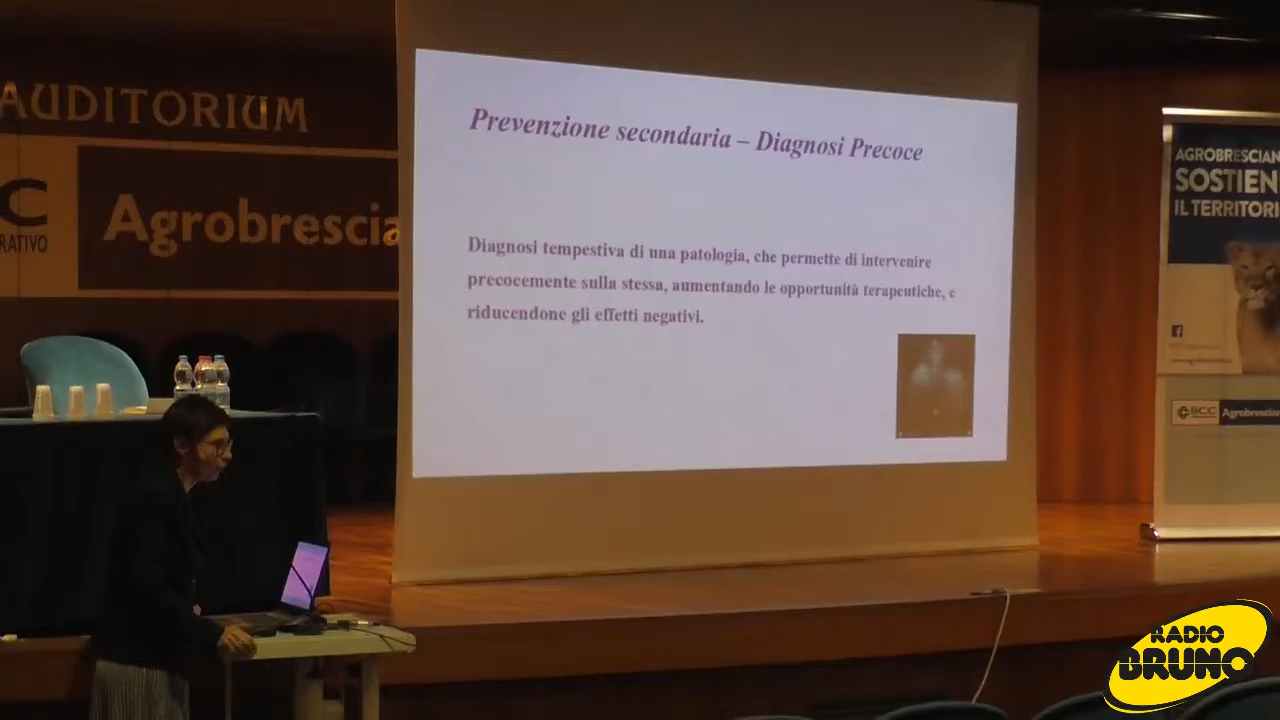 AUDITORIUM
Agrobrescia
RATIVO
Prevenzione secondaria – Diagnosi Precoce
Diagnosi tempestiva di una patologia, che permette di intervenire
precocemente sulla stessa, aumentando le opportunità terapeutiche, e
riducendone gli effetti negativi.
AGROBRESCIAN
SOSTIEN
IL TERRITORI
BCC Agrobrescia
RADIO
BRUNO